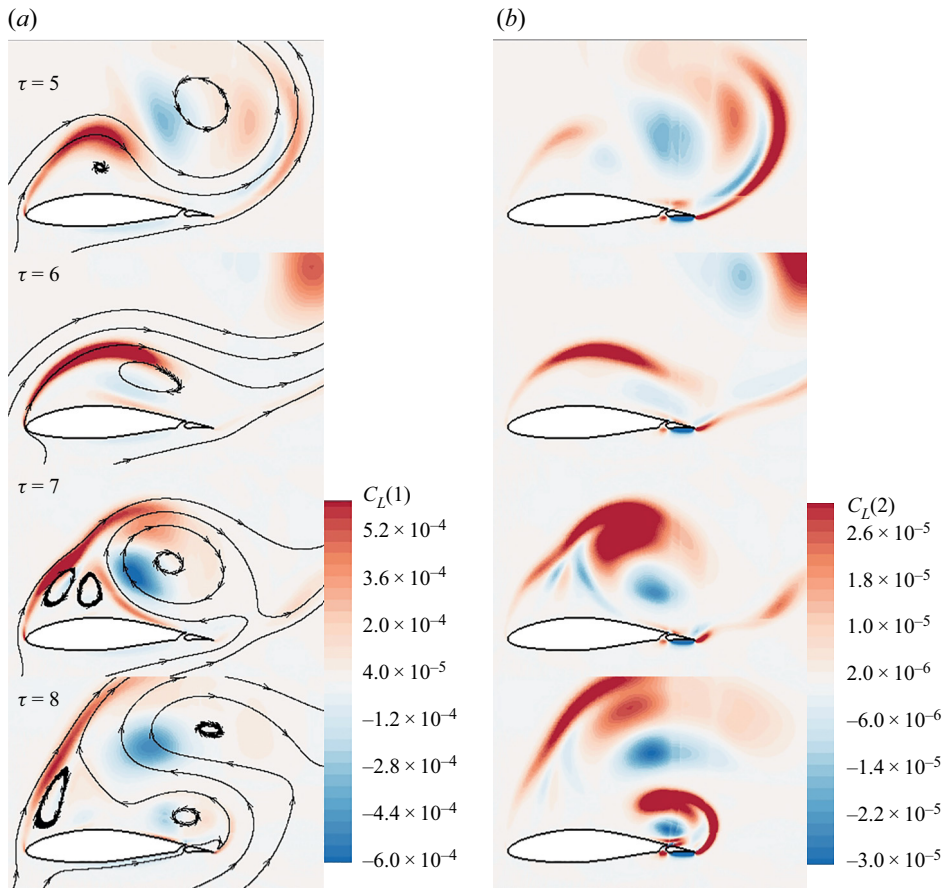 (a)
(b)
τ = 5
τ = 6
τ = 7
C_L(1)
5.2 × 10⁻⁴
3.6 × 10⁻⁴
2.0 × 10⁻⁴
4.0 × 10⁻⁵
–1.2 × 10⁻⁴
–2.8 × 10⁻⁴
–4.4 × 10⁻⁴
–6.0 × 10⁻⁴
C_L(2)
2.6 × 10⁻⁵
1.8 × 10⁻⁵
1.0 × 10⁻⁵
2.0 × 10⁻⁶
–6.0 × 10⁻⁶
–1.4 × 10⁻⁵
–2.2 × 10⁻⁵
–3.0 × 10⁻⁵
τ = 8